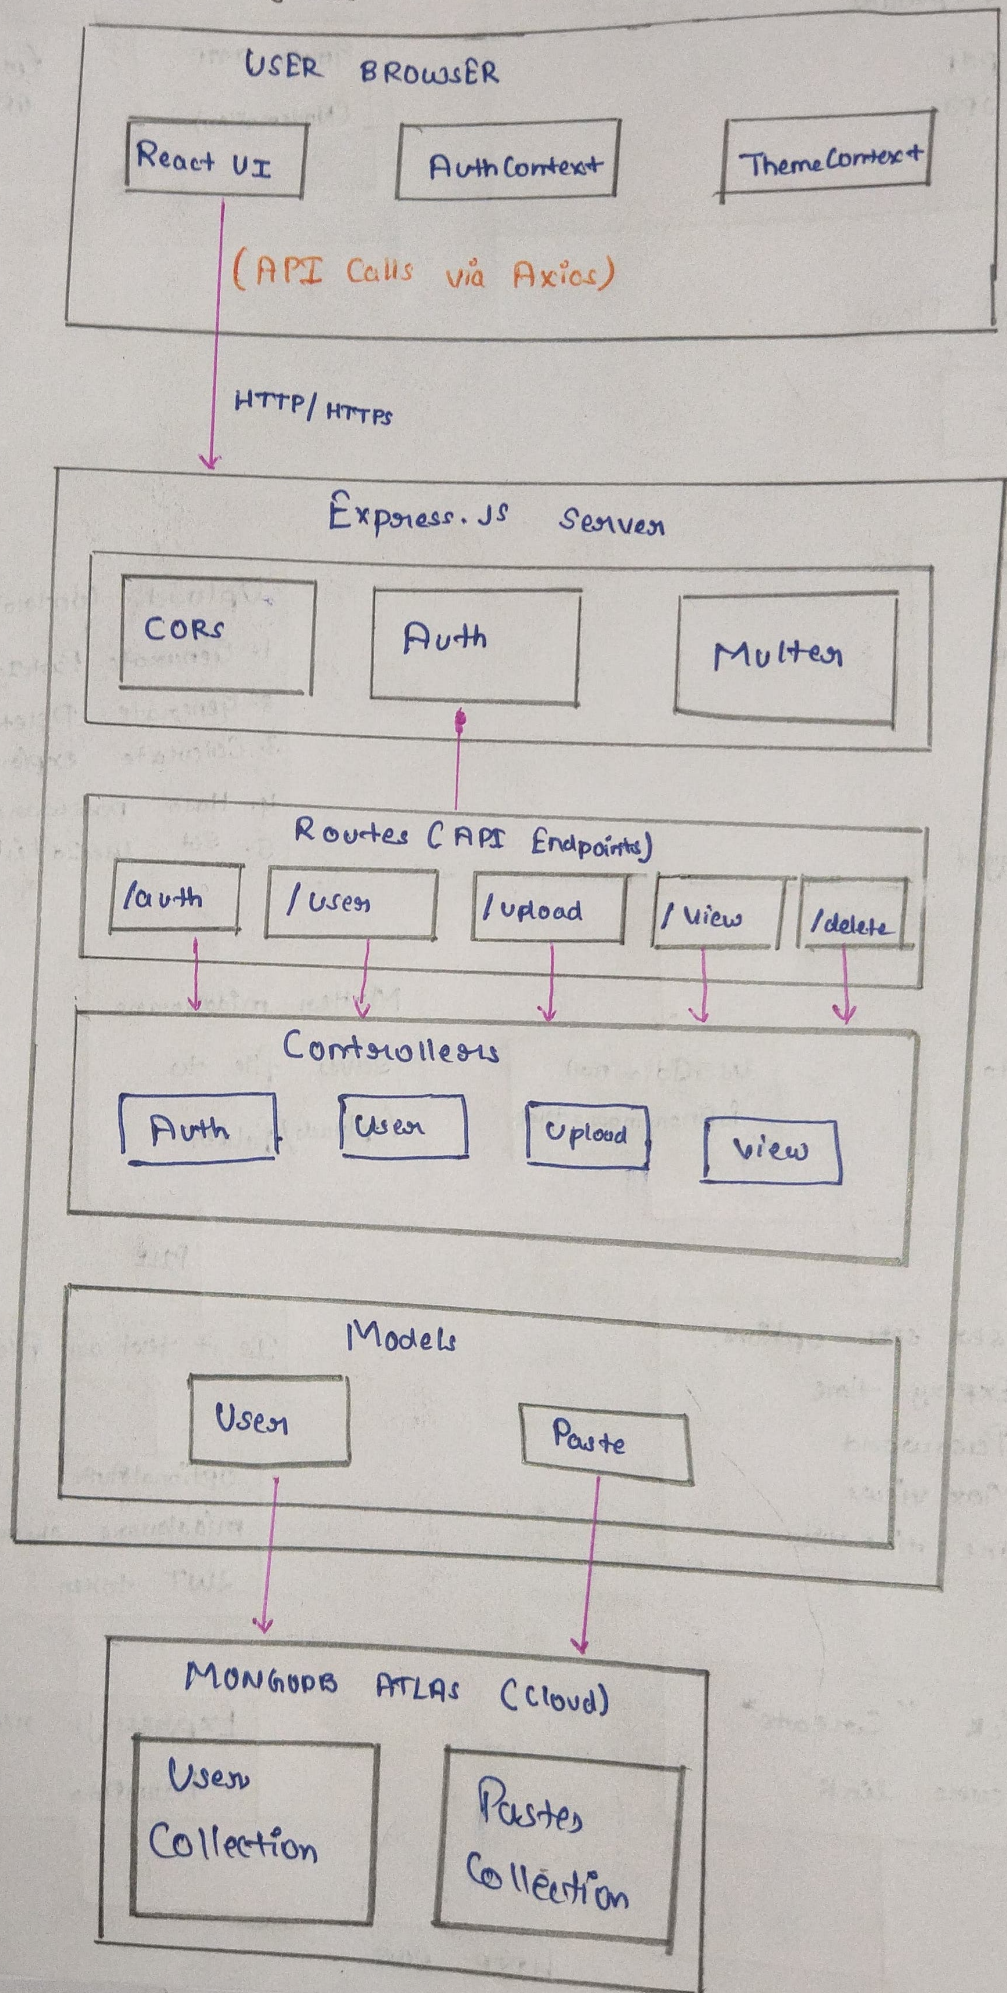 USER BROWSER
React UI
AuthContext
ThemeContext
(API Calls via Axios)
HTTP/HTTPS
Express.JS Server
CORS
Auth
Multer
Routes (API Endpoints)
/auth
/user
/upload
/view
/delete
Controllers
Auth
User
Upload
View
Models
User
Paste
MONGODB ATLAS (Cloud)
User
Collection
Pastes
Collection